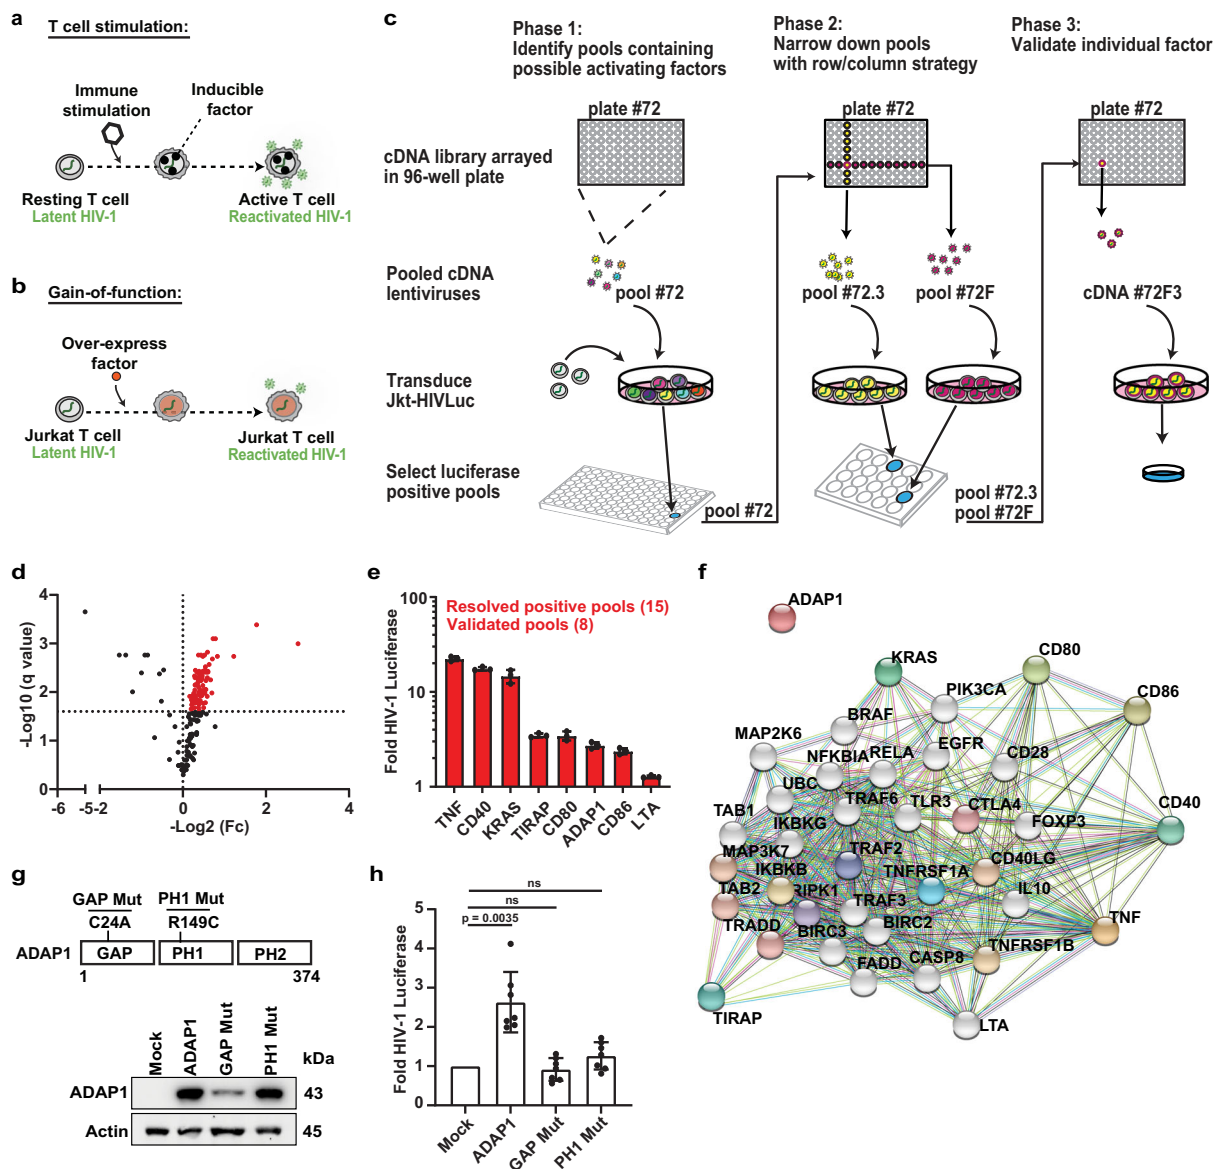 a
T cell stimulation:
Immune
stimulation
Inducible
factor
Resting T cell
Latent HIV-1
Active T cell
Reactivated HIV-1
b
Gain-of-function:
Over-express
factor
Jurkat T cell
Latent HIV-1
Jurkat T cell
Reactivated HIV-1
c
Phase 1:
Identify pools containing
possible activating factors
Phase 2:
Narrow down pools
with row/column strategy
Phase 3:
Validate individual factor
plate #72
plate #72
plate #72
cDNA library arrayed
in 96-well plate
Pooled cDNA
lentiviruses
pool #72
pool #72.3
pool #72F
cDNA #72F3
Transduce
Jkt-HIVLuc
Select luciferase
positive pools
pool #72
pool #72.3
pool #72F
d
-Log10 (q value)
4
3
2
1
0
-6
-5
-2
0
2
4
-Log2 (Fc)
e
Fold HIV-1 Luciferase
100
10
1
Resolved positive pools (15)
Validated pools (8)
TNF
CD40
KRAS
TIRAP
CD80
ADAP1
CD86
LTA
f
ADAP1
KRAS
CD80
PIK3CA
CD86
BRAF
MAP2K6
EGFR
NFKBIA
RELA
CD28
UBC
TRAF6
TLR3
CTLA4
CD40
TAB1
FOXP3
IKBKG
MAP3K7
TRAF2
CD40LG
IKBKB
TNFRSF1A
TAB2
RIPK1
IL10
TRAF3
TNF
TRADD
BIRC3
BIRC2
TNFRSF1B
FADD
CASP8
TIRAP
LTA
g
GAP Mut
PH1 Mut
C24A
R149C
ADAP1
GAP
PH1
PH2
1
374
Mock
ADAP1
GAP Mut
PH1 Mut
kDa
ADAP1
43
Actin
45
h
ns
ns
p = 0.0035
Fold HIV-1 Luciferase
5
4
3
2
1
0
Mock
ADAP1
GAP Mut
PH1 Mut